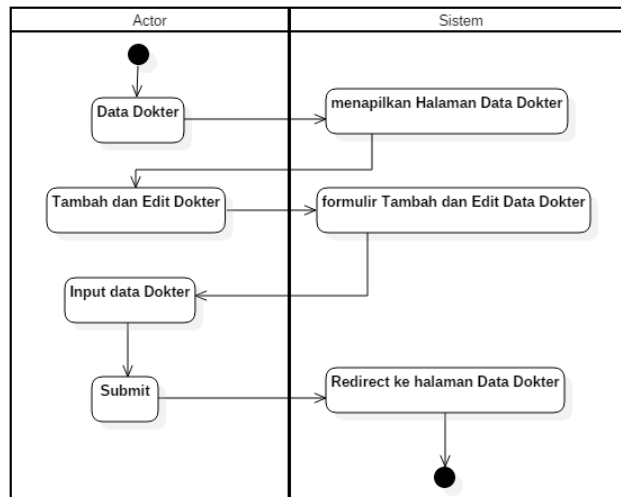 Actor
Sistem
Data Dokter
menapilkan Halaman Data Dokter
Tambah dan Edit Dokter
formulir Tambah dan Edit Data Dokter
Input data Dokter
Submit
Redirect ke halaman Data Dokter